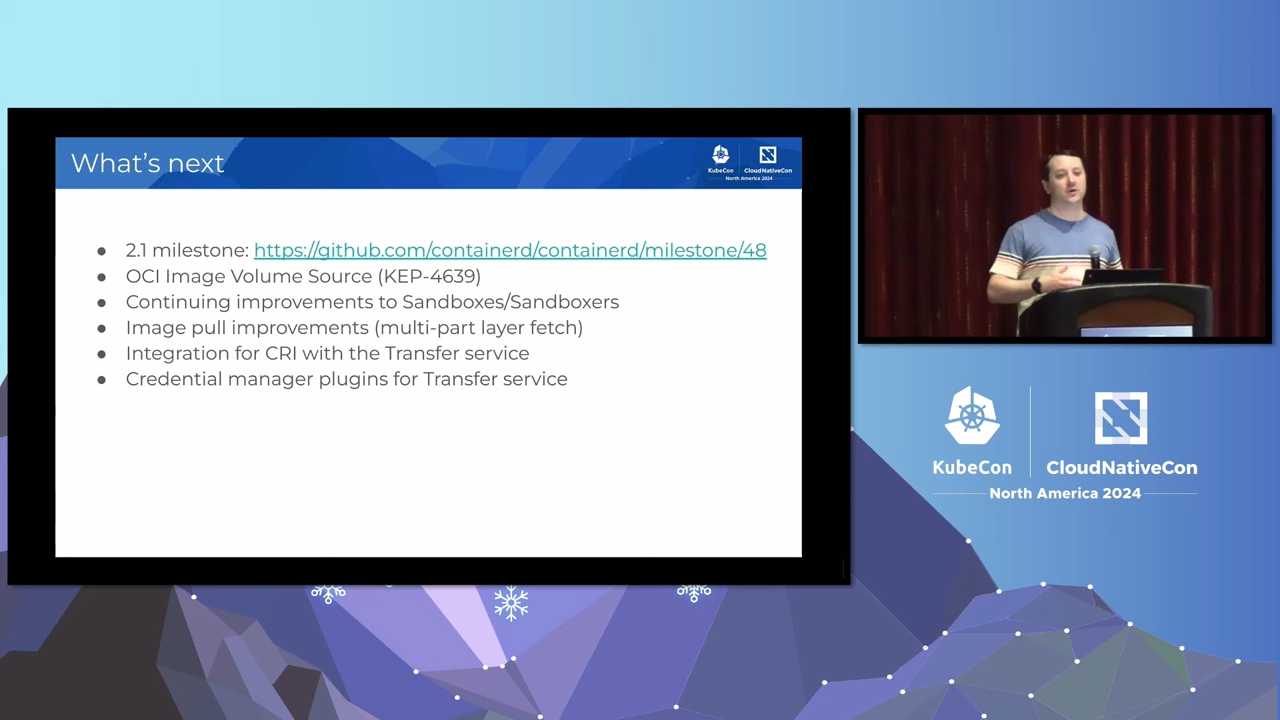 What's next
KubeCon
CloudNativeCon
North America 2024
● 2.1 milestone: https://github.com/containerd/containerd/milestone/48
● OCI Image Volume Source (KEP-4639)
● Continuing improvements to Sandboxes/Sandboxers
● Image pull improvements (multi-part layer fetch)
● Integration for CRI with the Transfer service
● Credential manager plugins for Transfer service
KubeCon
CloudNativeCon
North America 2024